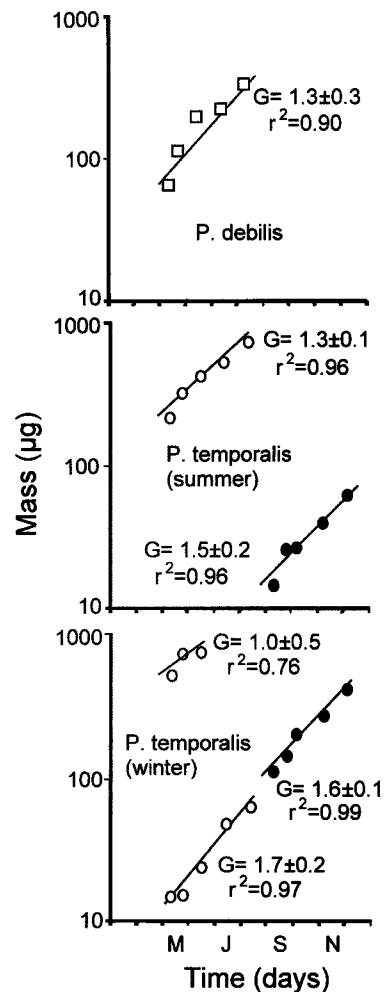 1000
G= 1.3±0.3
r²=0.90
100
P. debilis
10
1000
G= 1.3±0.1
r²=0.96
100
P. temporalis
(summer)
G= 1.5±0.2
r²=0.96
10
Mass (µg)
1000
G= 1.0±0.5
r²=0.76
P. temporalis
(winter)
100
G= 1.6±0.1
r²=0.99
G= 1.7±0.2
r²=0.97
10
M J S N
Time (days)